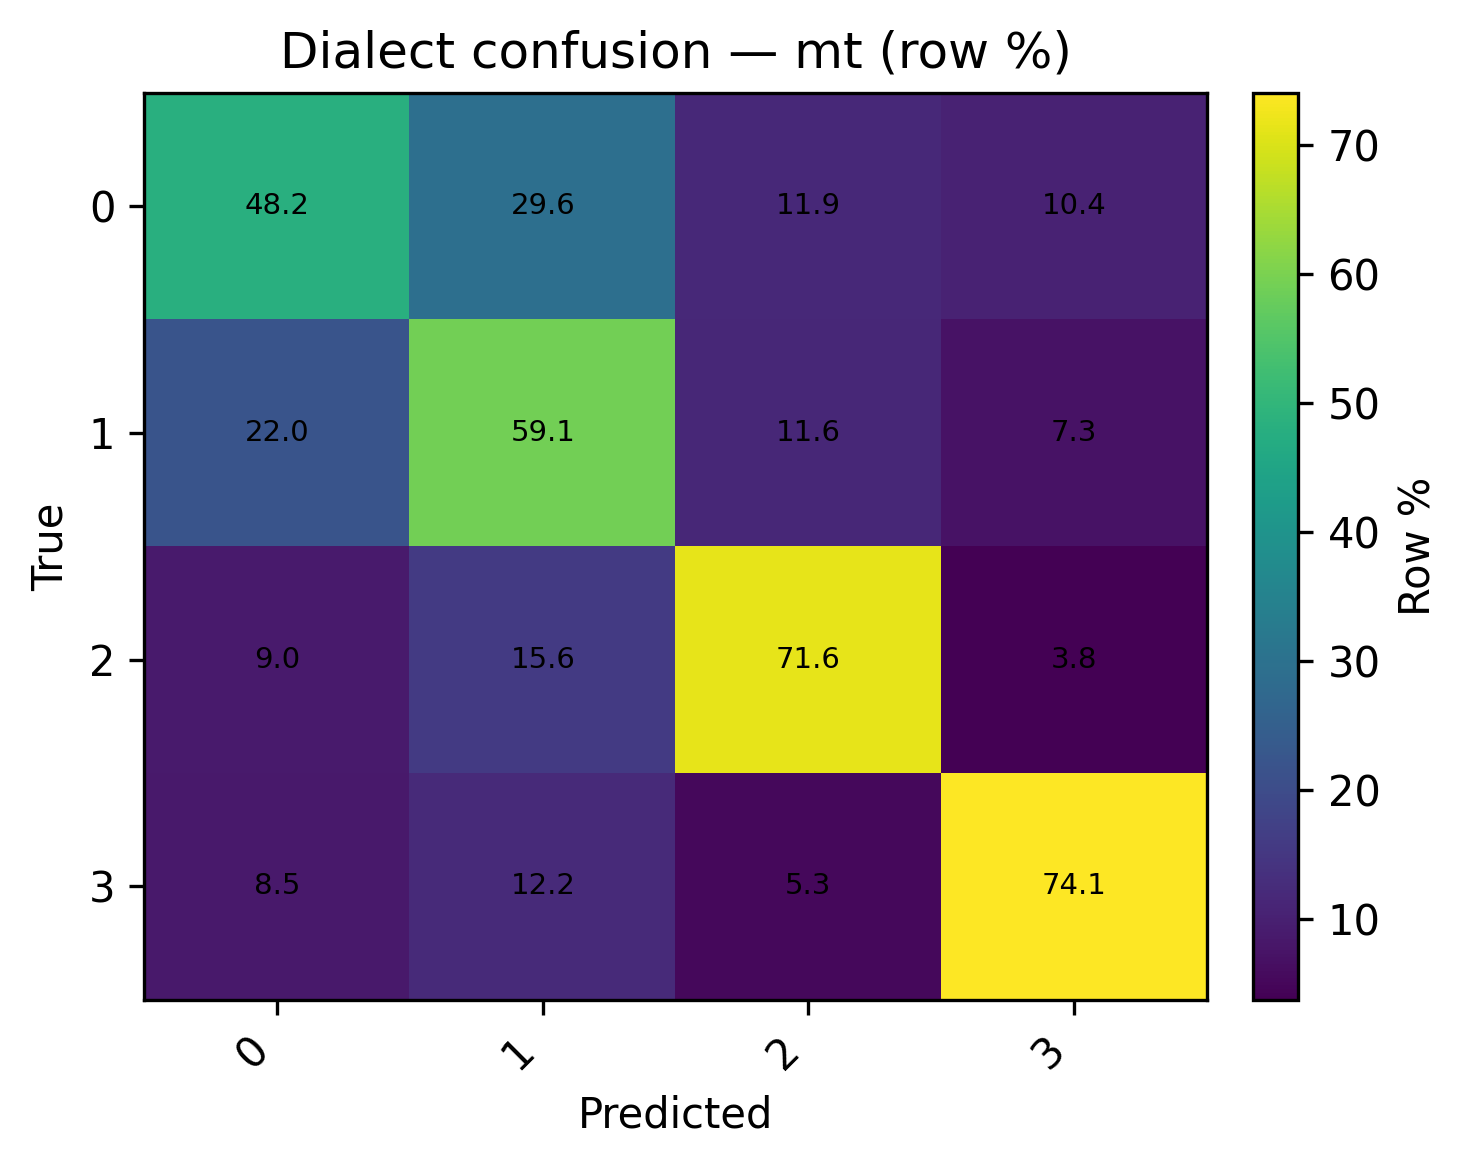 Dialect confusion — mt (row %)
0 48.2 29.6 11.9 10.4
1 22.0 59.1 11.6 7.3
2 9.0 15.6 71.6 3.8
3 8.5 12.2 5.3 74.1
0 1 2 3
True
Predicted
70
60
50
40
30
20
10
Row %